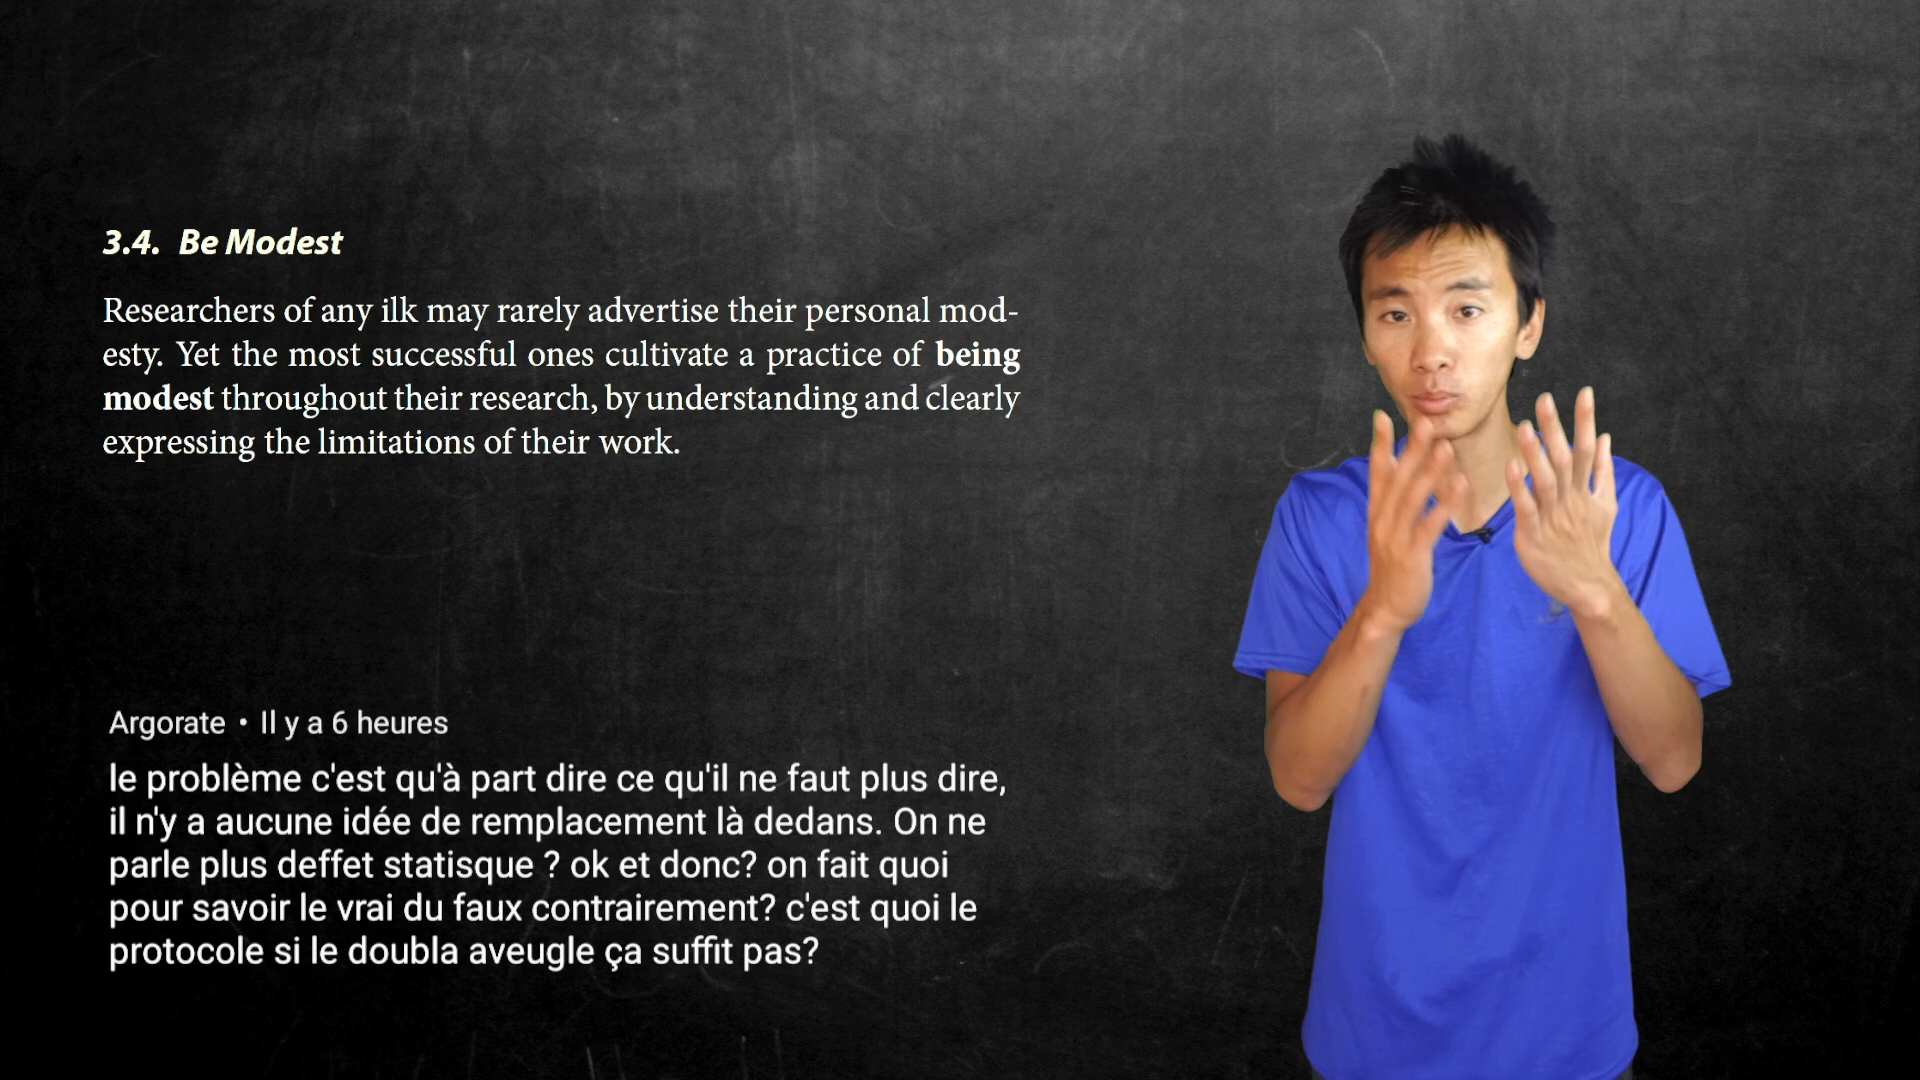 3.4. Be Modest
Researchers of any ilk may rarely advertise their personal mod-
esty. Yet the most successful ones cultivate a practice of being
modest throughout their research, by understanding and clearly
expressing the limitations of their work.
Argorate • Il y a 6 heures
le problème c'est qu'à part dire ce qu'il ne faut plus dire,
il n'y a aucune idée de remplacement là dedans. On ne
parle plus deffet statisque ? ok et donc? on fait quoi
pour savoir le vrai du faux contrairement? c'est quoi le
protocole si le doubla aveugle ça suffit pas?